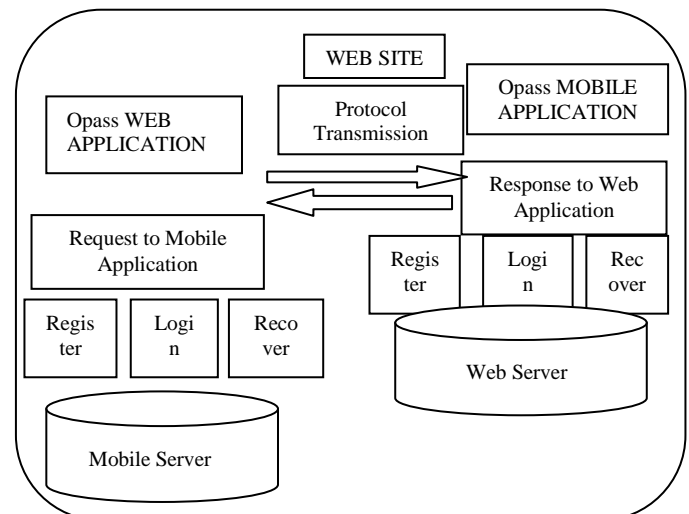 WEB SITE
Protocol
Transmission
Opass MOBILE
APPLICATION
Opass WEB
APPLICATION
Response to Web
Application
Request to Mobile
Application
Regis
ter
Logi
n
Rec
over
Regis
ter
Logi
n
Reco
ver
Web Server
Mobile Server